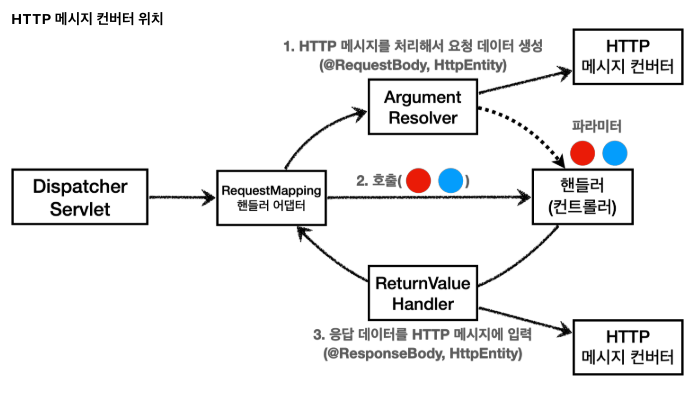 HTTP 메시지 컨버터 위치
1. HTTP 메시지를 처리해서 요청 데이터 생성
(@RequestBody, HttpEntity)
HTTP
메시지 컨버터
Argument
Resolver
파라미터
Dispatcher
Servlet
RequestMapping
핸들러 어댑터
2. 호출( )
핸들러
(컨트롤러)
ReturnValue
Handler
3. 응답 데이터를 HTTP 메시지에 입력
(@ResponseBody, HttpEntity)
HTTP
메시지 컨버터